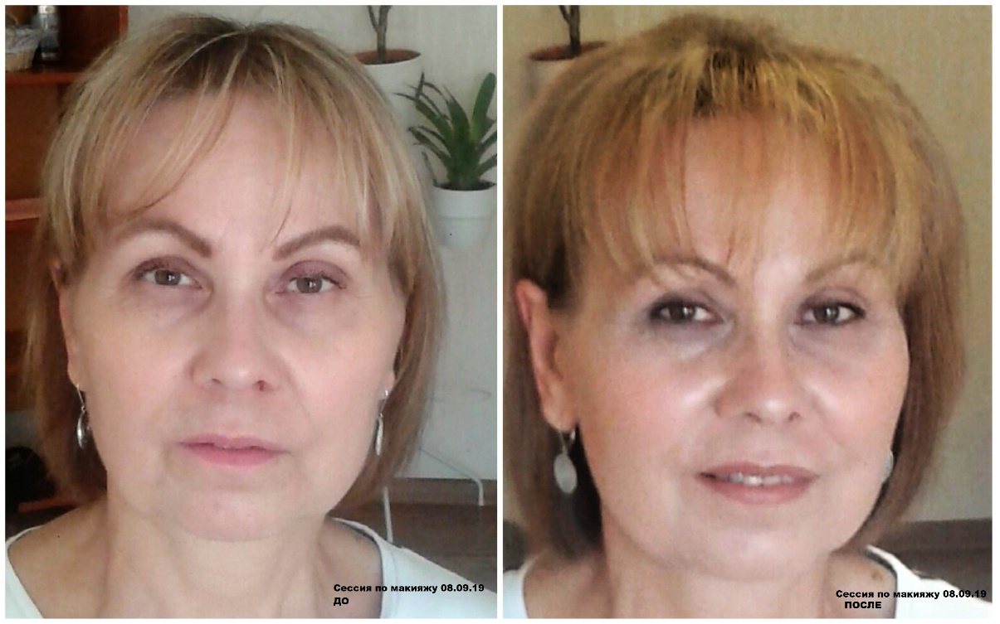 Сессия по макияжу 08.09.19
ДО
Сессия по макияжу 08.09.19
ПОСЛЕ